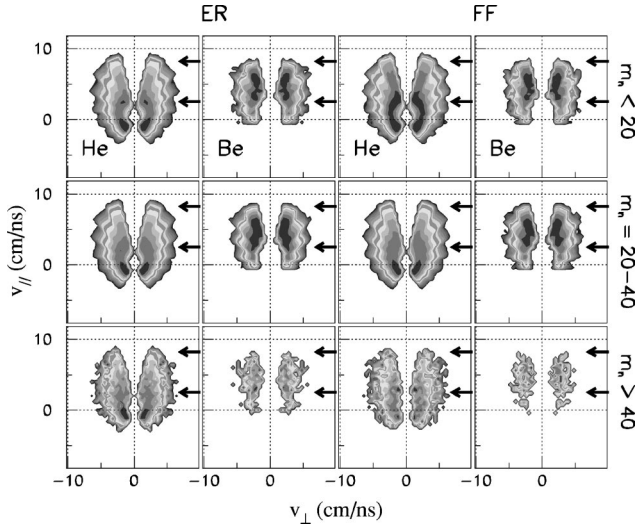 ER FF
10
0
He Be He Be
m_n < 20
10
0
m_n = 20-40
10
0
m_n > 40
-10 0 -10 0 -10 0 -10 0
v_// (cm/ns)
v_⊥ (cm/ns)